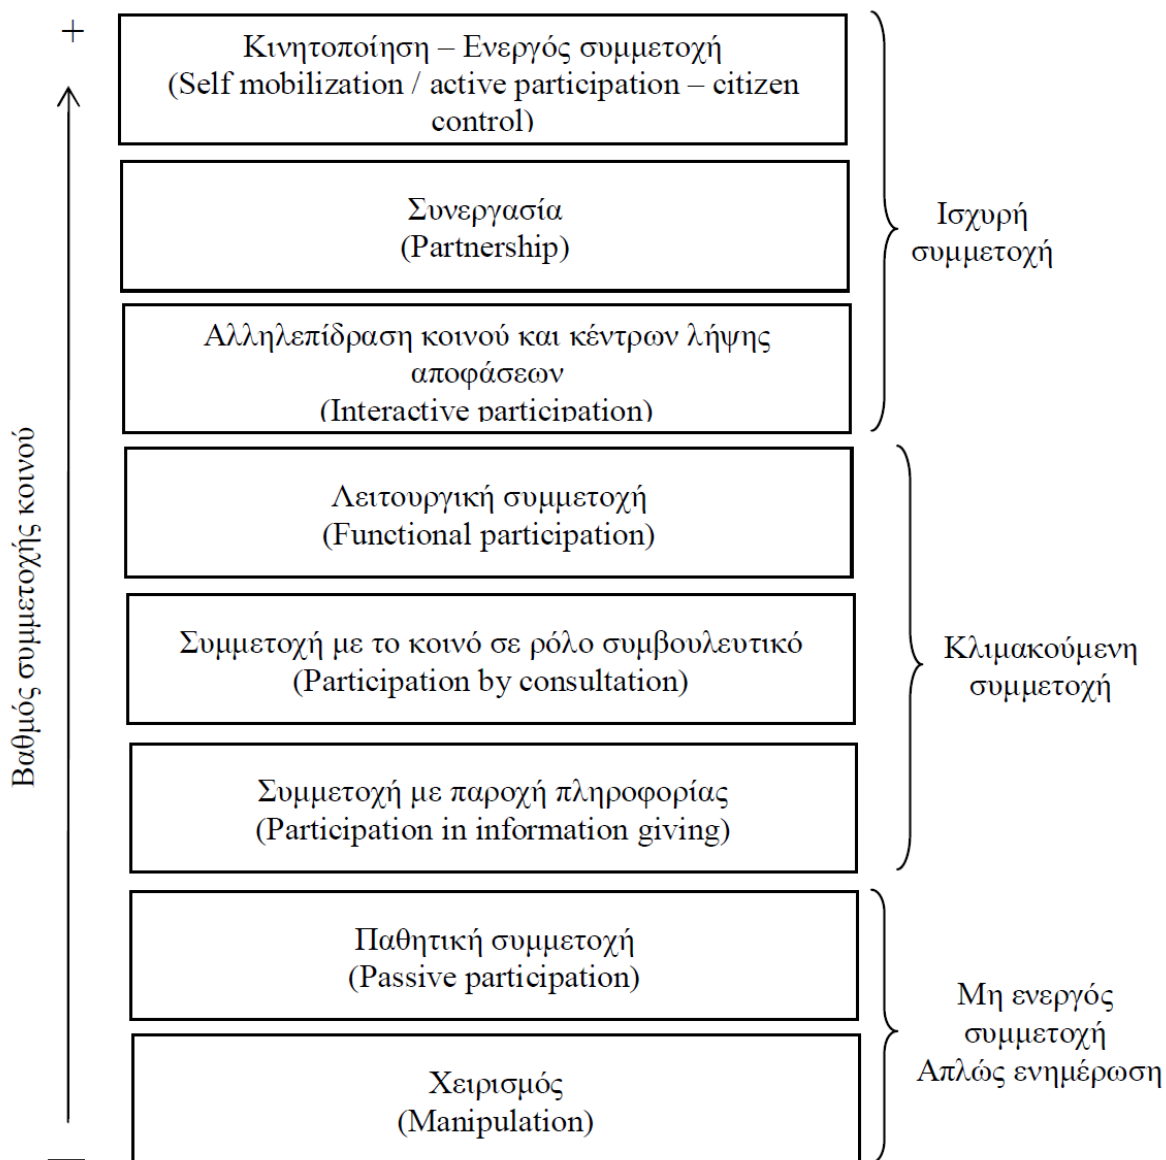 +
Κινητοποίηση – Ενεργός συμμετοχή
(Self mobilization / active participation – citizen
control)
Συνεργασία
(Partnership)
Αλληλεπίδραση κοινού και κέντρων λήψης
αποφάσεων
(Interactive participation)
Ισχυρή
συμμετοχή
Λειτουργική συμμετοχή
(Functional participation)
Συμμετοχή με το κοινό σε ρόλο συμβουλευτικό
(Participation by consultation)
Συμμετοχή με παροχή πληροφορίας
(Participation in information giving)
Κλιμακούμενη
συμμετοχή
Παθητική συμμετοχή
(Passive participation)
Χειρισμός
(Manipulation)
Μη ενεργός
συμμετοχή
Απλώς ενημέρωση
Βαθμός συμμετοχής κοινού
—